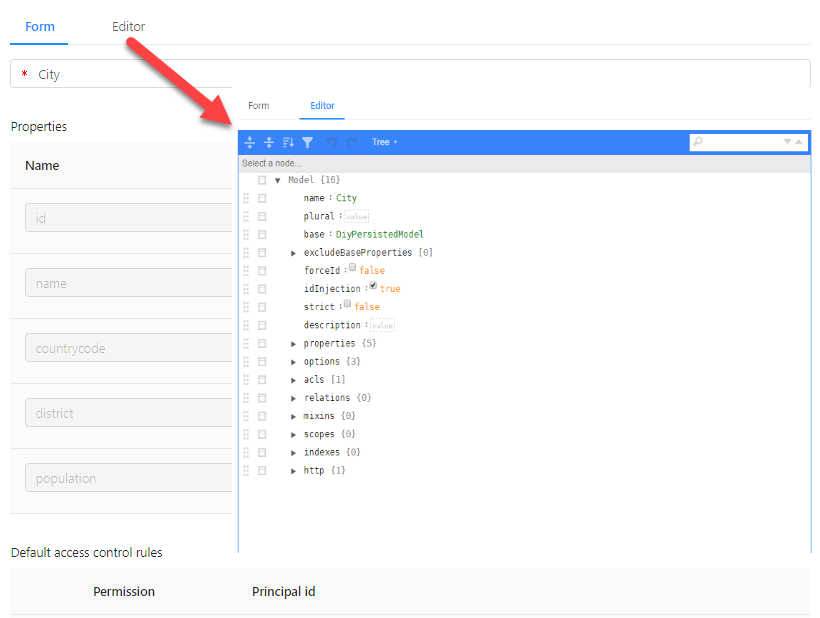 Form Editor
* City
Form Editor
Properties
Tree
Name
Select a node...
Model {16}
name : City
id
plural : value
base : DiyPersistedModel
excludeBaseProperties [0]
forceId : false
name
idInjection : true
strict : false
description : value
countrycode
properties {5}
options {3}
acls [1]
relations {0}
district
mixins {0}
scopes {0}
indexes {0}
population
http {1}
Default access control rules
Permission Principal id